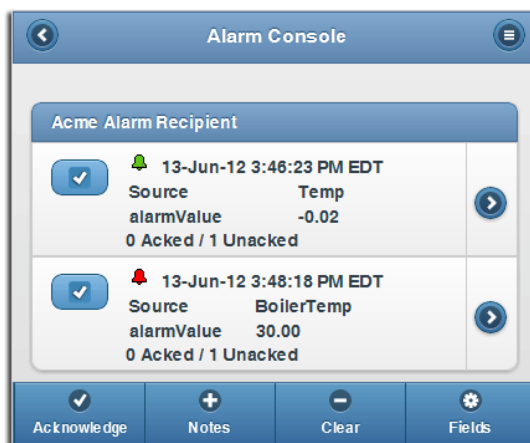 Alarm Console
Acme Alarm Recipient
13-Jun-12 3:46:23 PM EDT
Source Temp
alarmValue -0.02
0 Acked / 1 Unacked
13-Jun-12 3:48:18 PM EDT
Source BoilerTemp
alarmValue 30.00
0 Acked / 1 Unacked
Acknowledge Notes Clear Fields